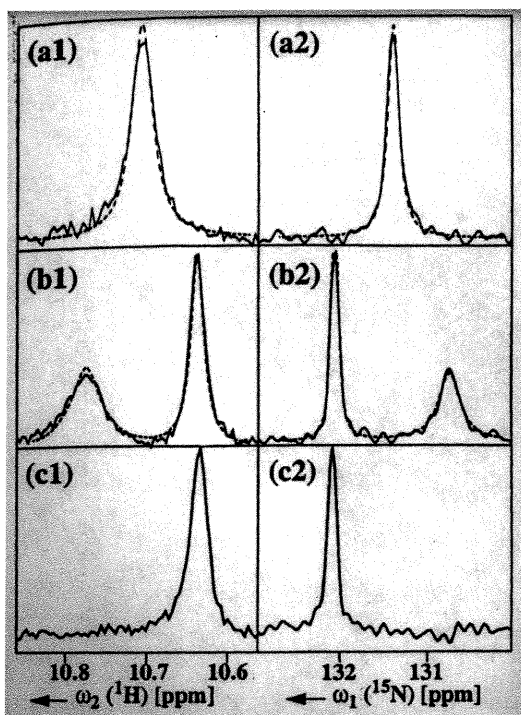 (a1) (a2)
(b1) (b2)
(c1) (c2)
10.8 10.7 10.6 132 131
← ω₂ (¹H) [ppm] ← ω₁ (¹⁵N) [ppm]